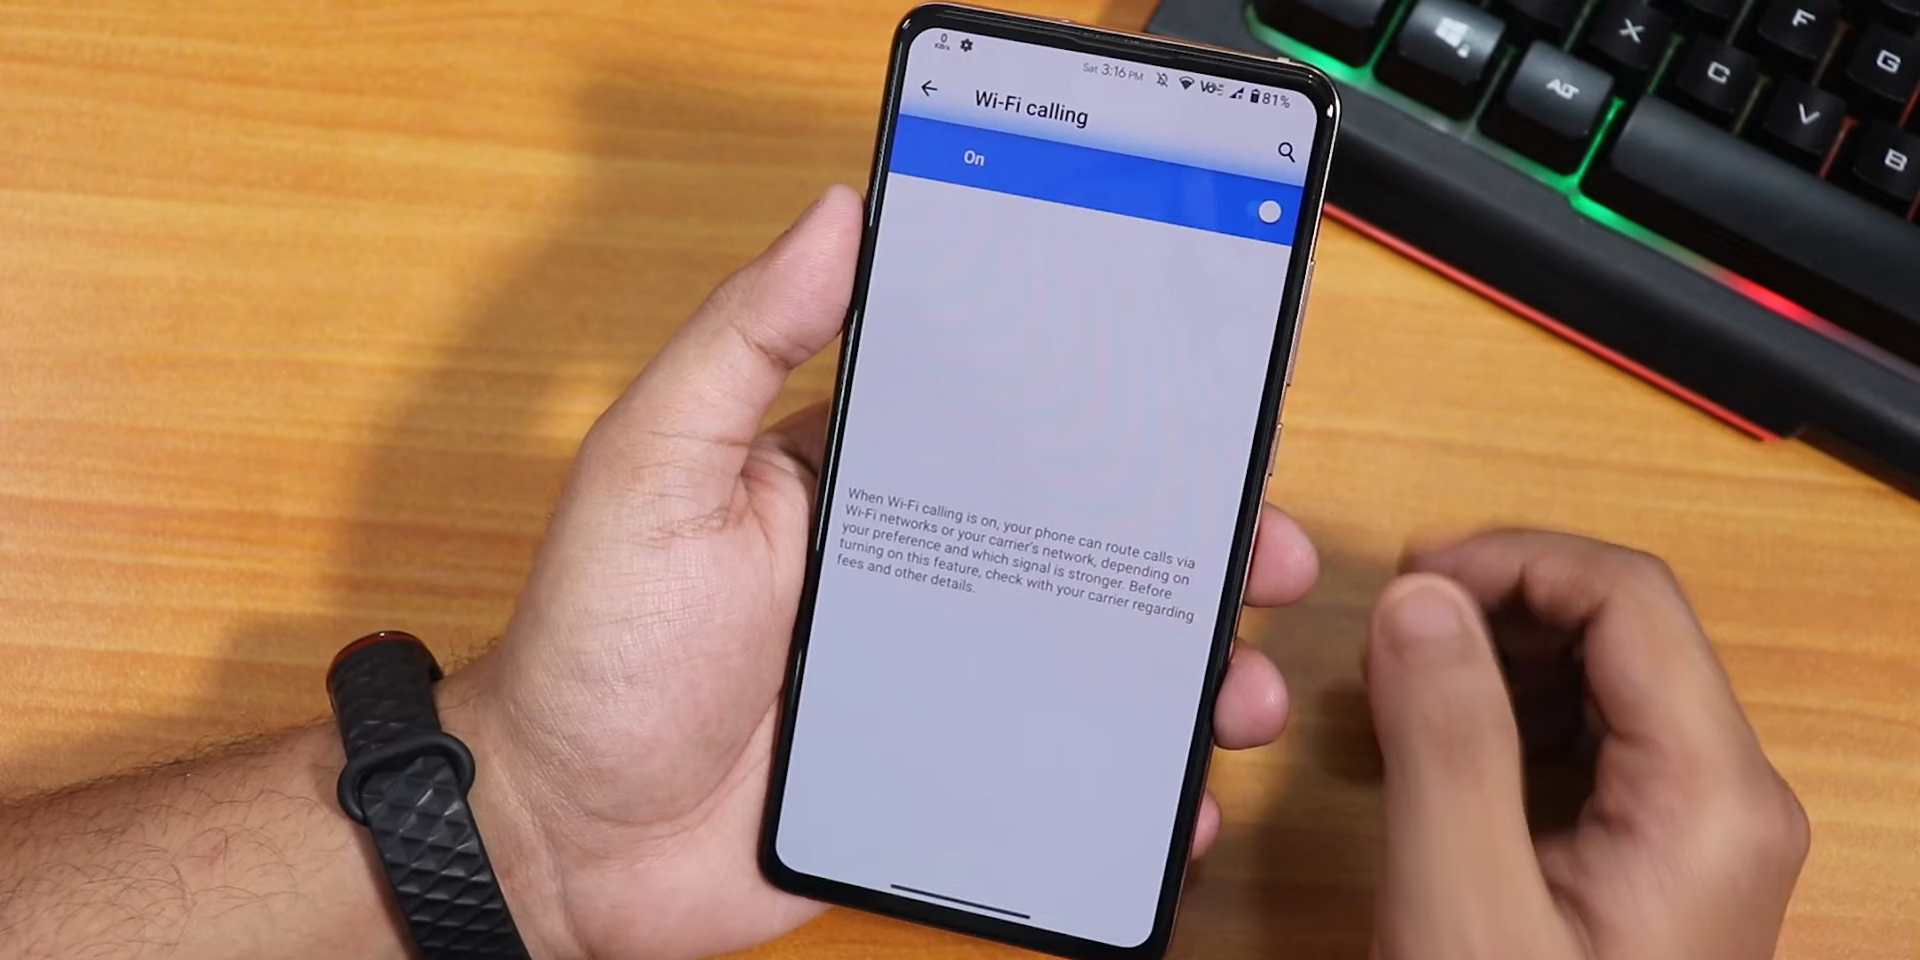 0
KB/s
Sat 3:16 PM
81%
Wi-Fi calling
On
When Wi-Fi calling is on, your phone can route calls via
Wi-Fi networks or your carrier's network, depending on
your preference and which signal is stronger. Before
turning on this feature, check with your carrier regarding
fees and other details.
ALT
X
C
V
F
G
B